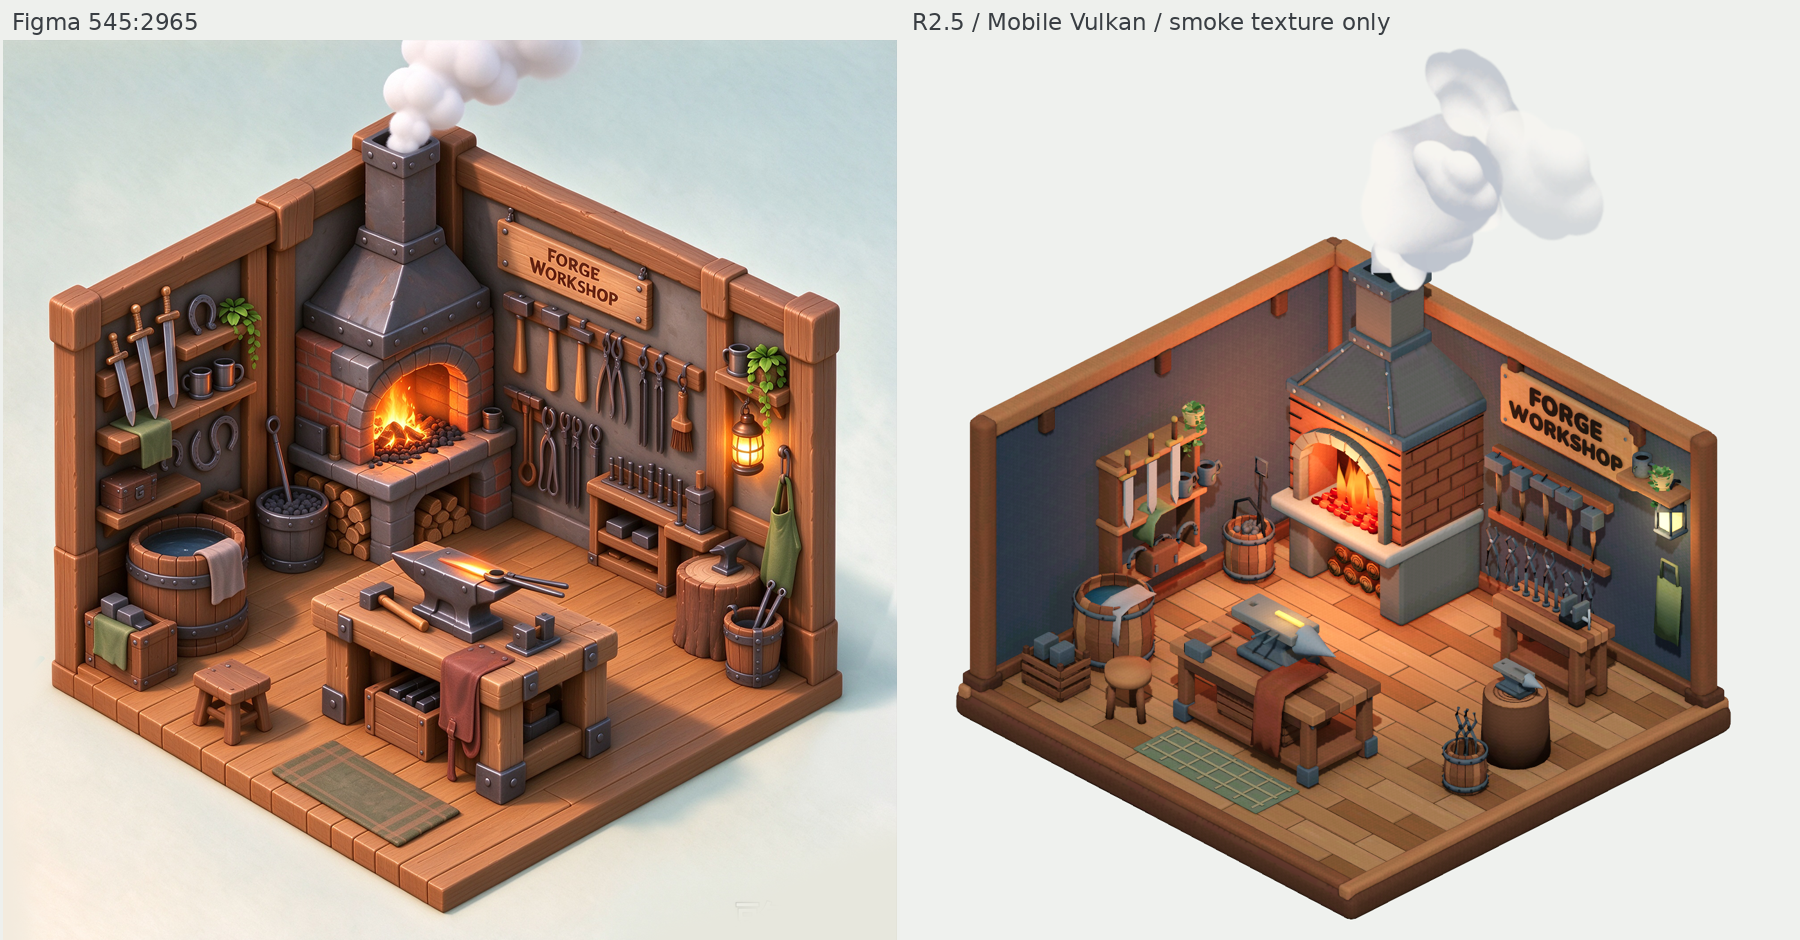 Figma 545:2965
R2.5 / Mobile Vulkan / smoke texture only
FORGE
WORKSHOP
FORGE
WORKSHOP